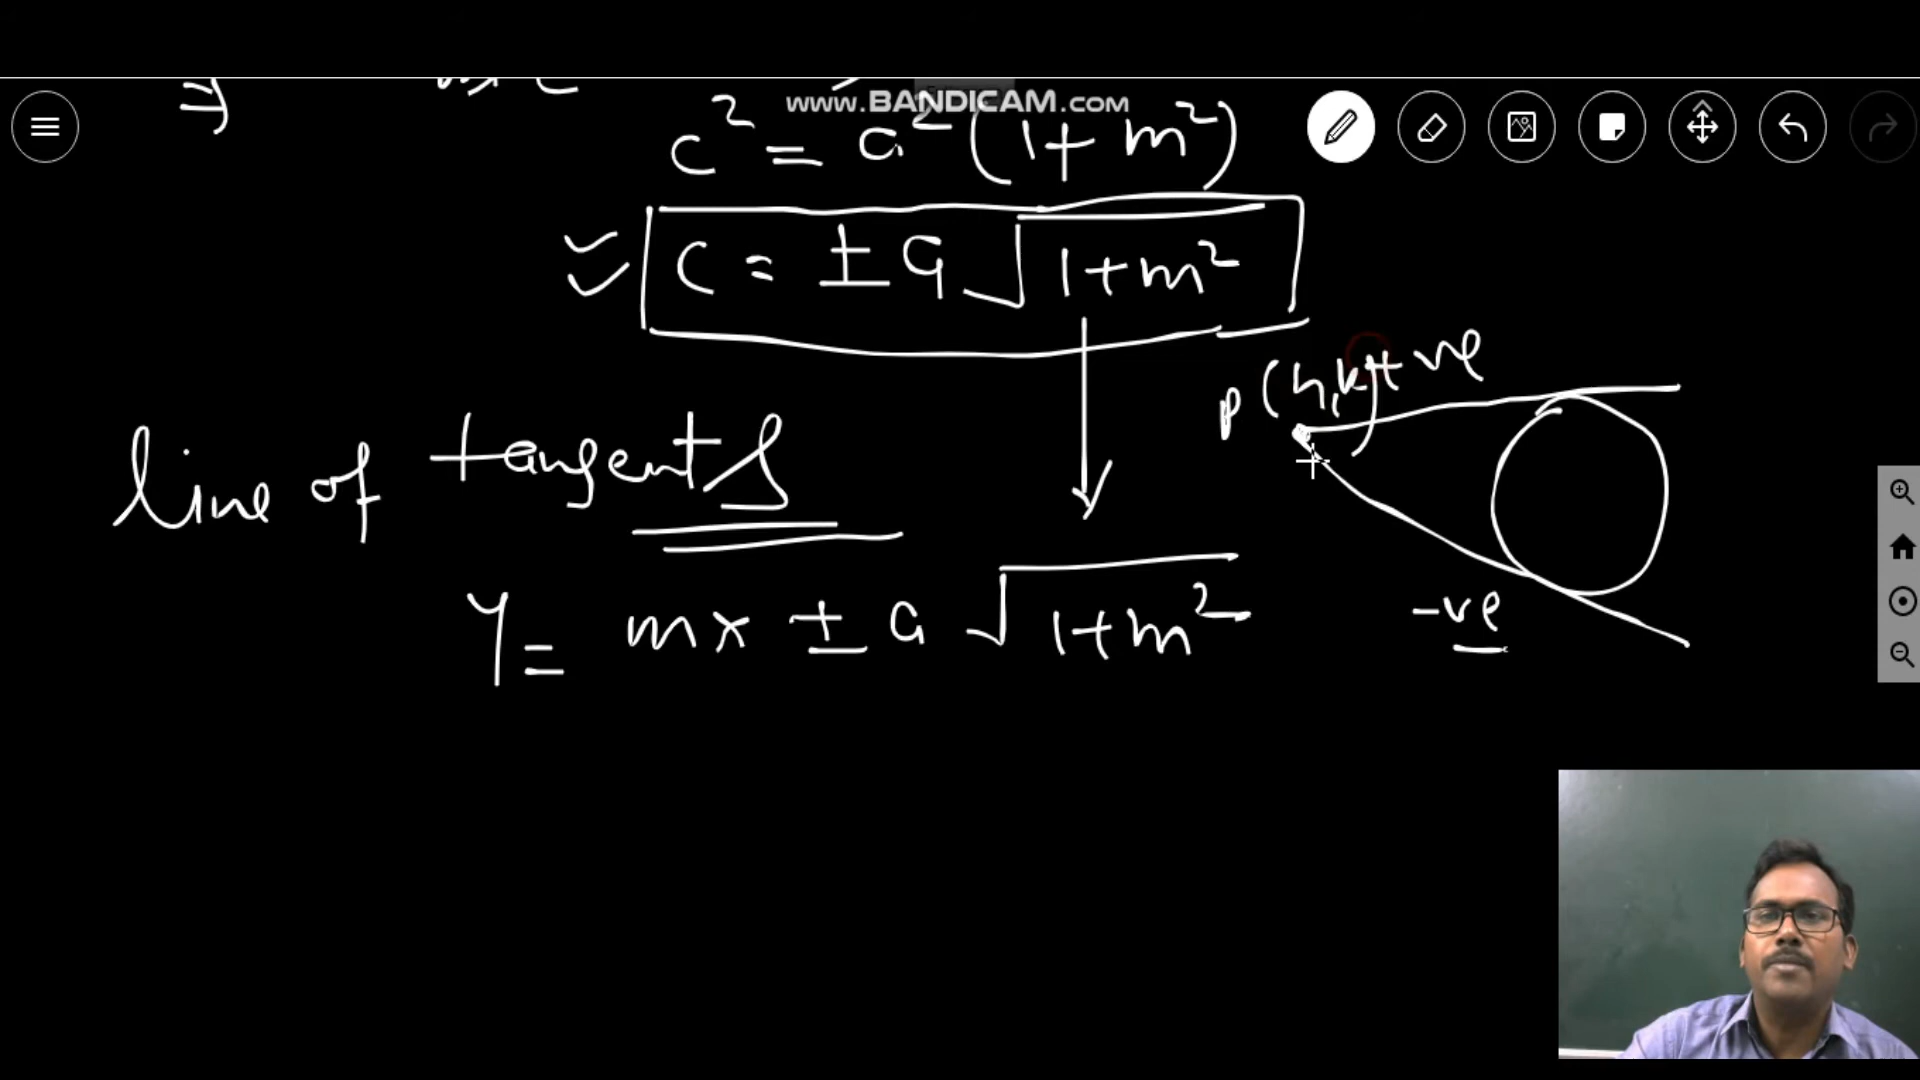 ⇒
WWW.BANDICAM.COM
c² = a² (1 + m²)
C = ± a √1+m²
P (h, k) + ve
line of tangents
Y = mx ± a √1+m²
-ve